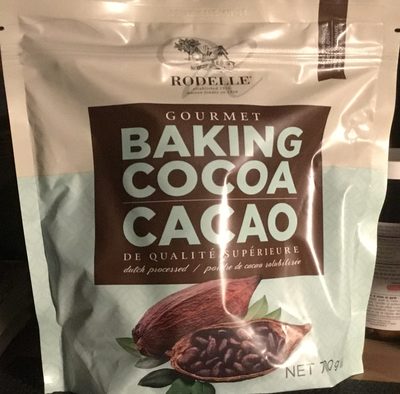 RODELLE
GOURMET
BAKING
COCOA
CACAO
DE QUALITÉ SUPÉRIEURE
dutch processed / poudre de cacao solubilisée
NET